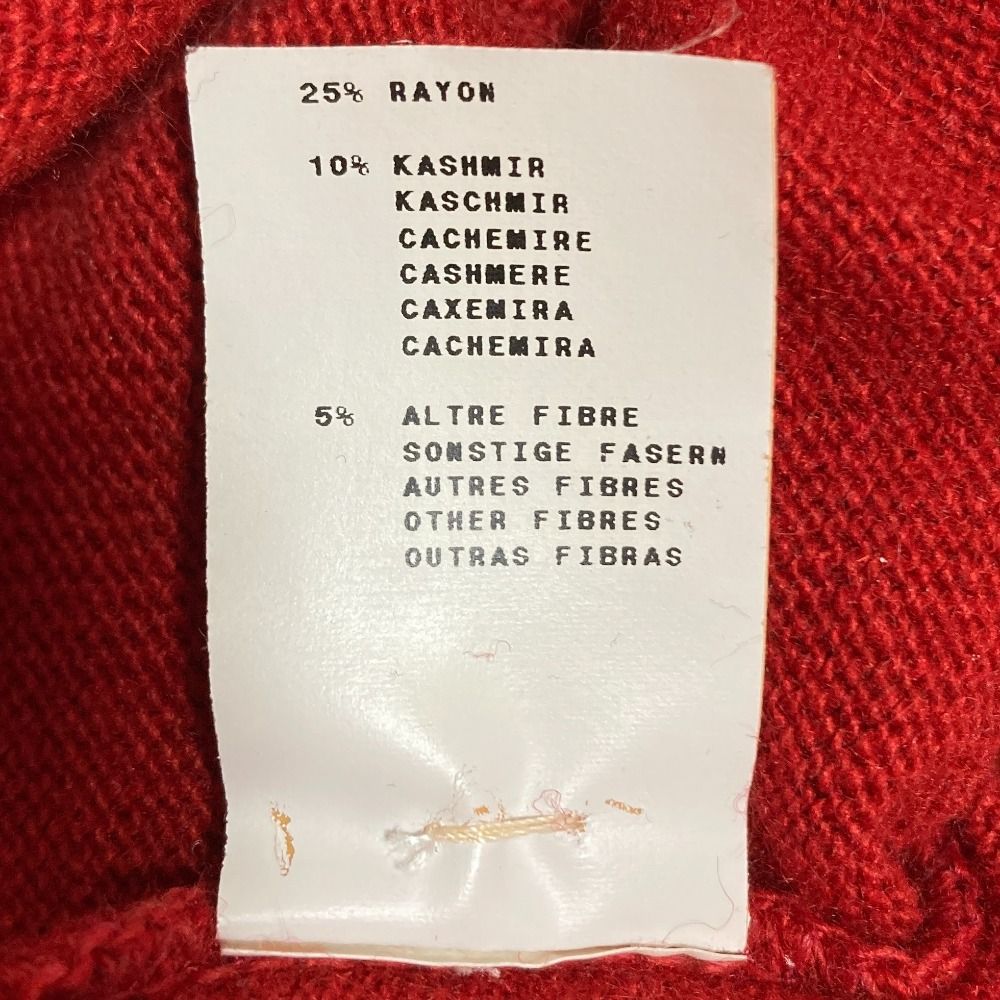 25% RAYON
10% KASHMIR
KASCHMIR
CACHEMIRE
CASHMERE
CAXEMIRA
CACHEMIRA
5% ALTRE FIBRE
SONSTIGE FASERN
AUTRES FIBRES
OTHER FIBRES
OUTRAS FIBRAS